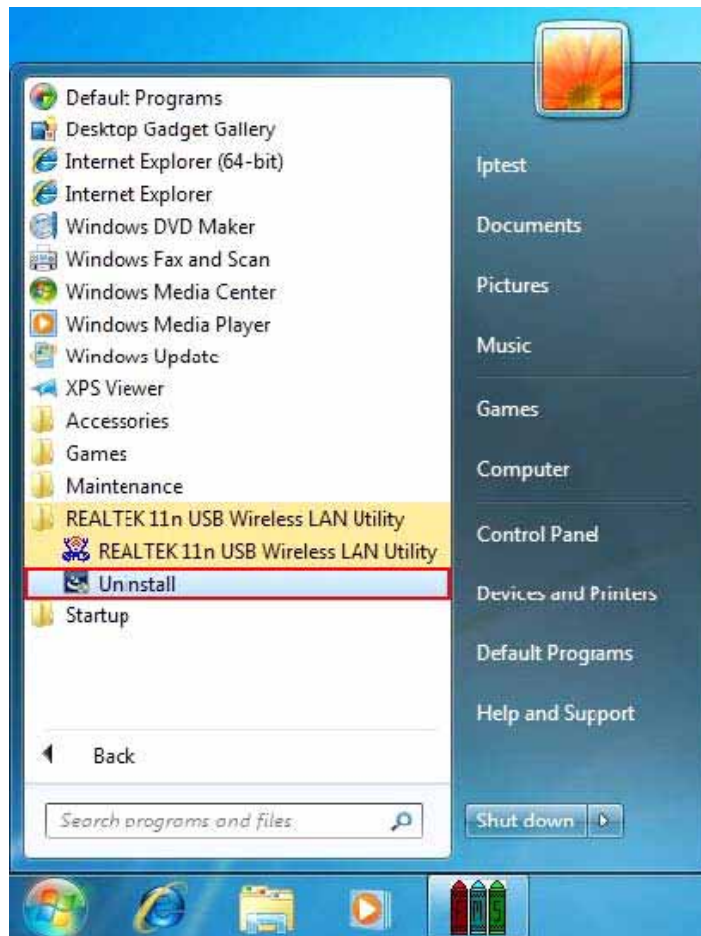 Default Programs
Desktop Gadget Gallery
Internet Explorer (64-bit)
Internet Explorer
Windows DVD Maker
Windows Fax and Scan
Windows Media Center
Windows Media Player
Windows Update
XPS Viewer
Accessories
Games
Maintenance
REALTEK 11n USB Wireless LAN Utility
REALTEK 11n USB Wireless LAN Utility
Uninstall
Startup
Back
Search programs and files
Iptest
Documents
Pictures
Music
Games
Computer
Control Panel
Devices and Printers
Default Programs
Help and Support
Shut down
PMS